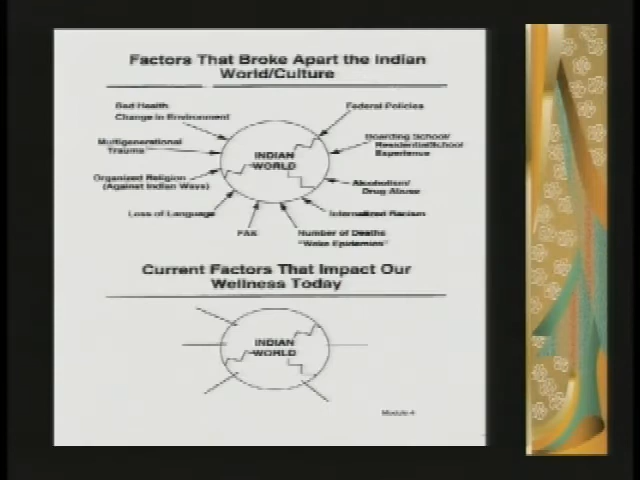 Factors That Broke Apart the Indian
World/Culture
Bad Health
Change in Environment
Federal Policies
Multigenerational
Trauma
Boarding School/
Residential School
Experience
INDIAN
WORLD
Organized Religion
(Against Indian Ways)
Alcoholism/
Drug Abuse
Loss of Language
Internalized Racism
FAS
Number of Deaths
"Wake Epidemics"
Current Factors That Impact Our
Wellness Today
INDIAN
WORLD
Module 4